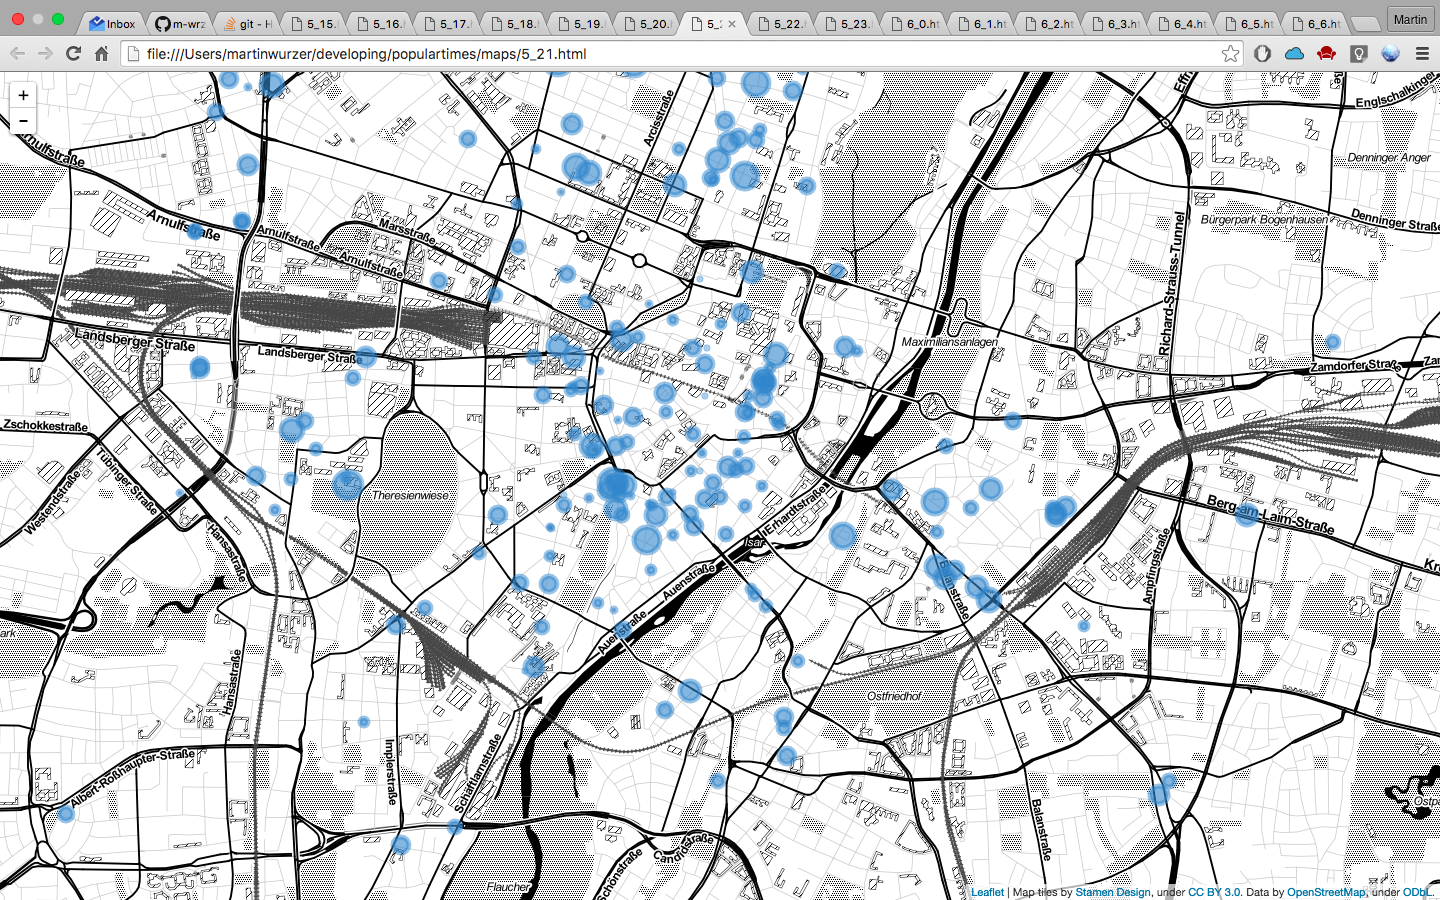 Inbox
m-wrz
git - H
5_15.
5_16.
5_17.
5_18.
5_19.
5_20.
5_
5_22.
5_23.
6_0.ht
6_1.ht
6_2.ht
6_3.ht
6_4.ht
6_5.ht
6_6.ht
Martin
file:///Users/martinwurzer/developing/populartimes/maps/5_21.html
+
−
Arcisstraße
Effn
Englschalkinger
Denninger Anger
Arnulfstraße
Bürgerpark Bogenhausen
Denninger Straße
Arnulfstraße
Arnulfstraße
Marsstraße
Arnulfstraße
Richard-Strauss-Tunnel
Landsberger Straße
Landsberger Straße
Maximiliansanlagen
Zamdorfer Straße
Zam
Zschokkestraße
Tübinger Straße
Westendstraße
Theresienwiese
Hansastraße
Erhardtstraße
Isar
Berg-am-Laim-Straße
Kr
Ampfingstraße
Auenstraße
Auenstraße
ark
Hansastraße
Ostfriedhof
Albert-Roßhaupter-Straße
Implerstraße
Schäftlarnstraße
Balanstraße
Ostpa
Candidstraße
Schönstraße
Flaucher
Leaflet | Map tiles by Stamen Design, under CC BY 3.0. Data by OpenStreetMap, under ODbL.